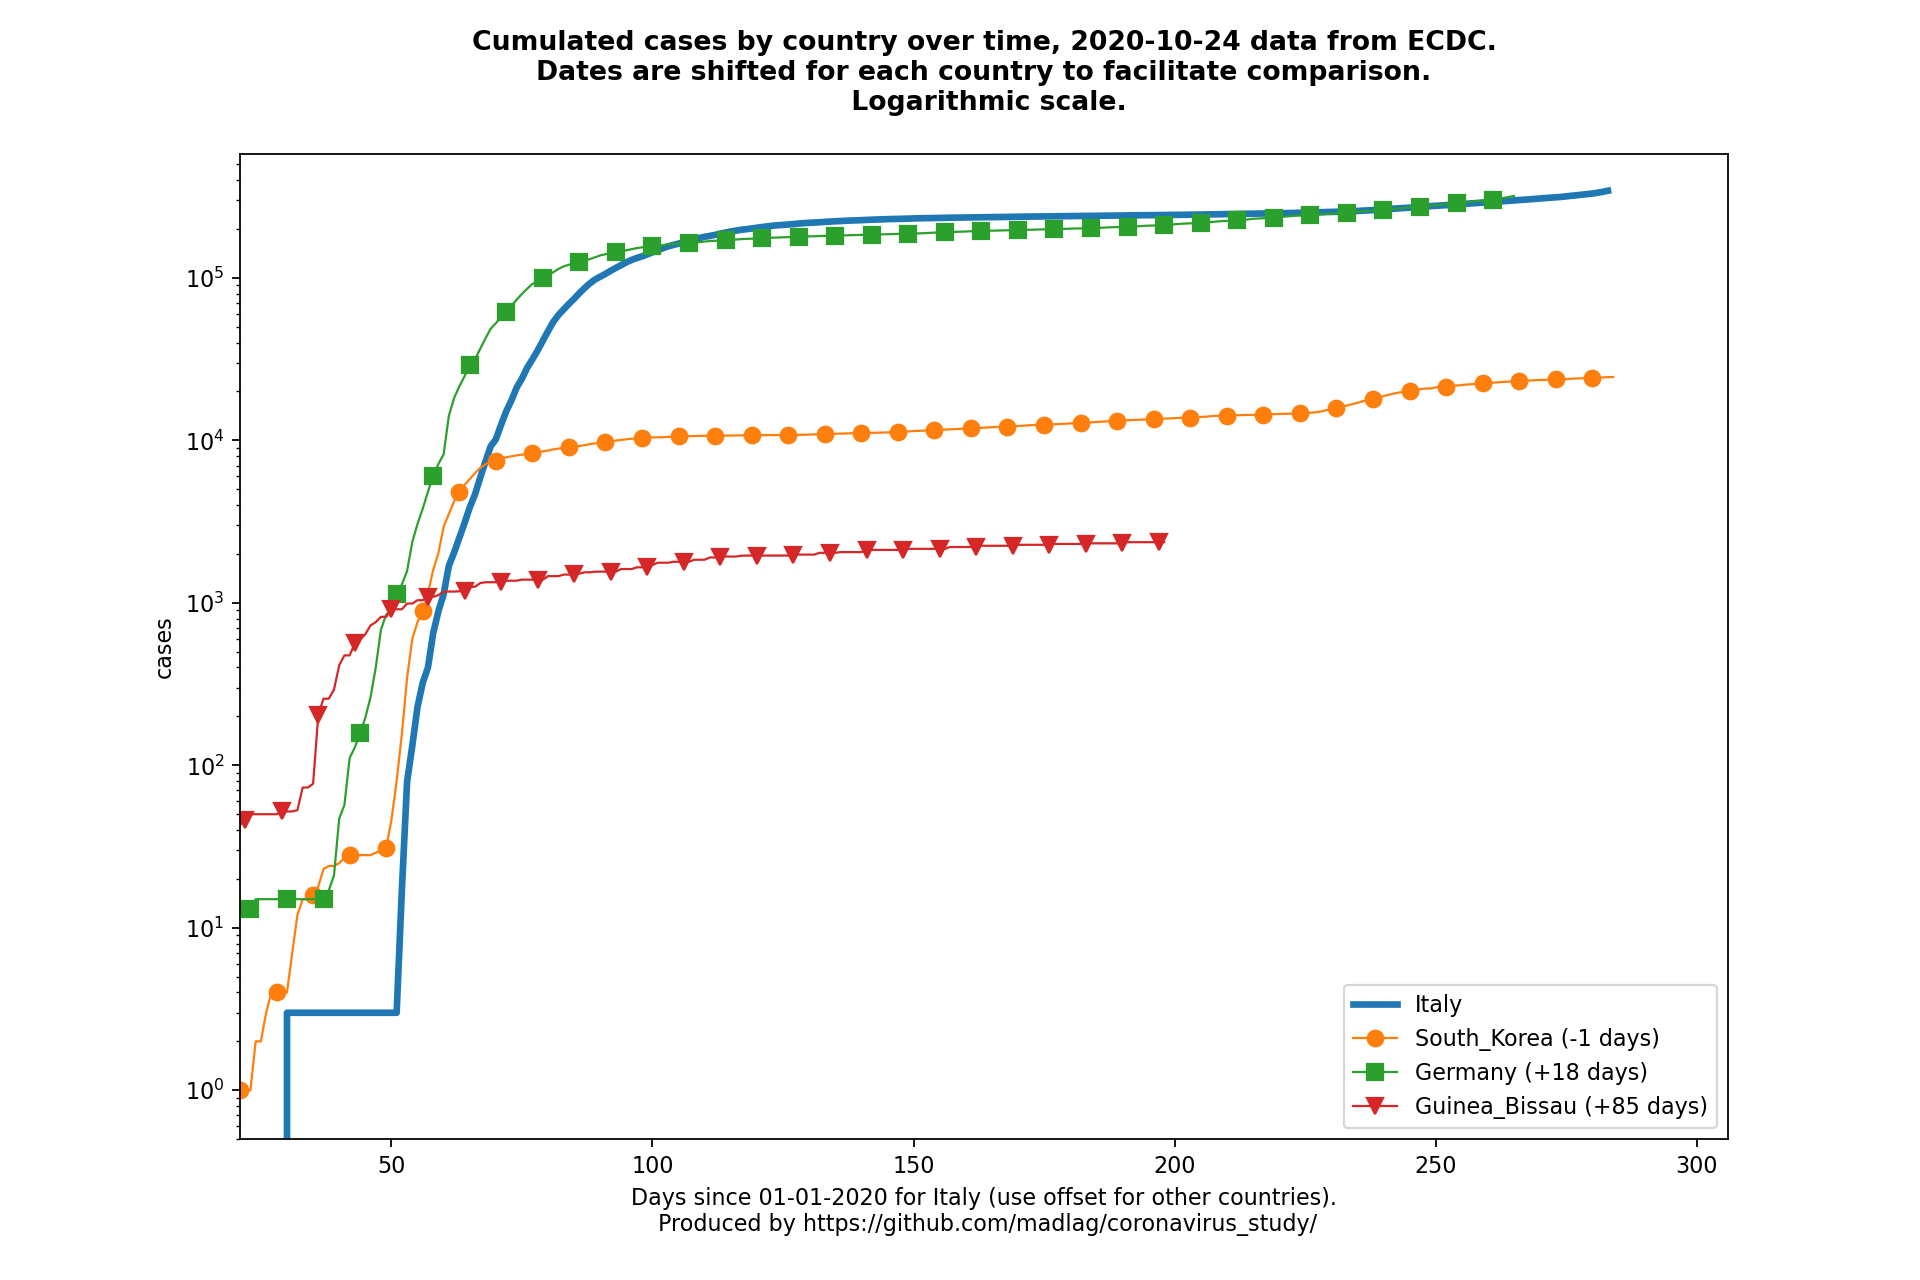 Cumulated cases by country over time, 2020-10-24 data from ECDC.
Dates are shifted for each country to facilitate comparison.
Logarithmic scale.
cases
10^5
10^4
10^3
10^2
10^1
10^0
50 100 150 200 250 300
Italy
South_Korea (-1 days)
Germany (+18 days)
Guinea_Bissau (+85 days)
Days since 01-01-2020 for Italy (use offset for other countries).
Produced by https://github.com/madlag/coronavirus_study/